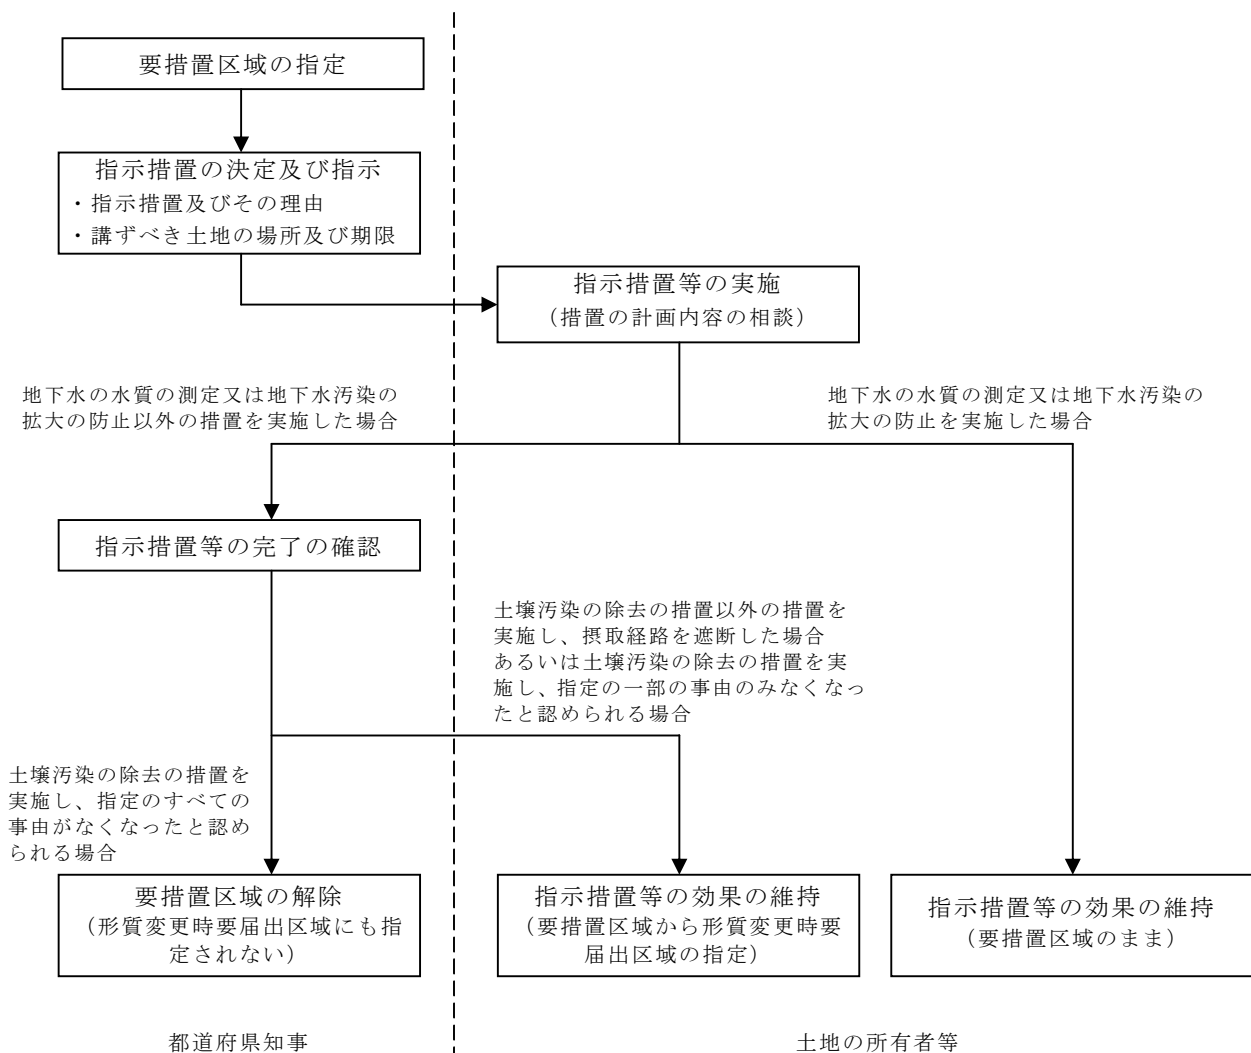 要措置区域の指定
指示措置の決定及び指示
・指示措置及びその理由
・講ずべき土地の場所及び期限
指示措置等の実施
（措置の計画内容の相談）
地下水の水質の測定又は地下水汚染の
拡大の防止以外の措置を実施した場合
地下水の水質の測定又は地下水汚染の
拡大の防止を実施した場合
指示措置等の完了の確認
土壌汚染の除去の措置以外の措置を
実施し、摂取経路を遮断した場合
あるいは土壌汚染の除去の措置を実
施し、指定の一部の事由のみなくなっ
たと認められる場合
土壌汚染の除去の措置を
実施し、指定のすべての
事由がなくなったと認め
られる場合
要措置区域の解除
（形質変更時要届出区域にも指
定されない）
指示措置等の効果の維持
（要措置区域から形質変更時要
届出区域の指定）
指示措置等の効果の維持
（要措置区域のまま）
都道府県知事
土地の所有者等